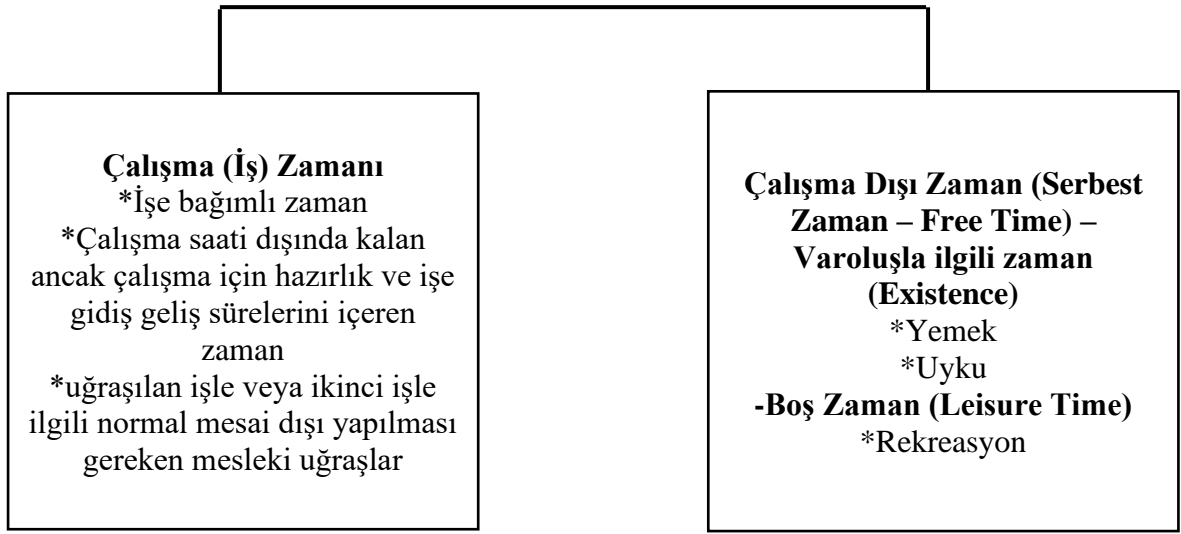 Çalışma (İş) Zamanı
*İşe bağımlı zaman
*Çalışma saati dışında kalan
ancak çalışma için hazırlık ve işe
gidiş geliş sürelerini içeren
zaman
*uğraşılan işle veya ikinci işle
ilgili normal mesai dışı yapılması
gereken mesleki uğraşlar
Çalışma Dışı Zaman (Serbest
Zaman – Free Time) –
Varoluşla ilgili zaman
(Existence)
*Yemek
*Uyku
-Boş Zaman (Leisure Time)
*Rekreasyon